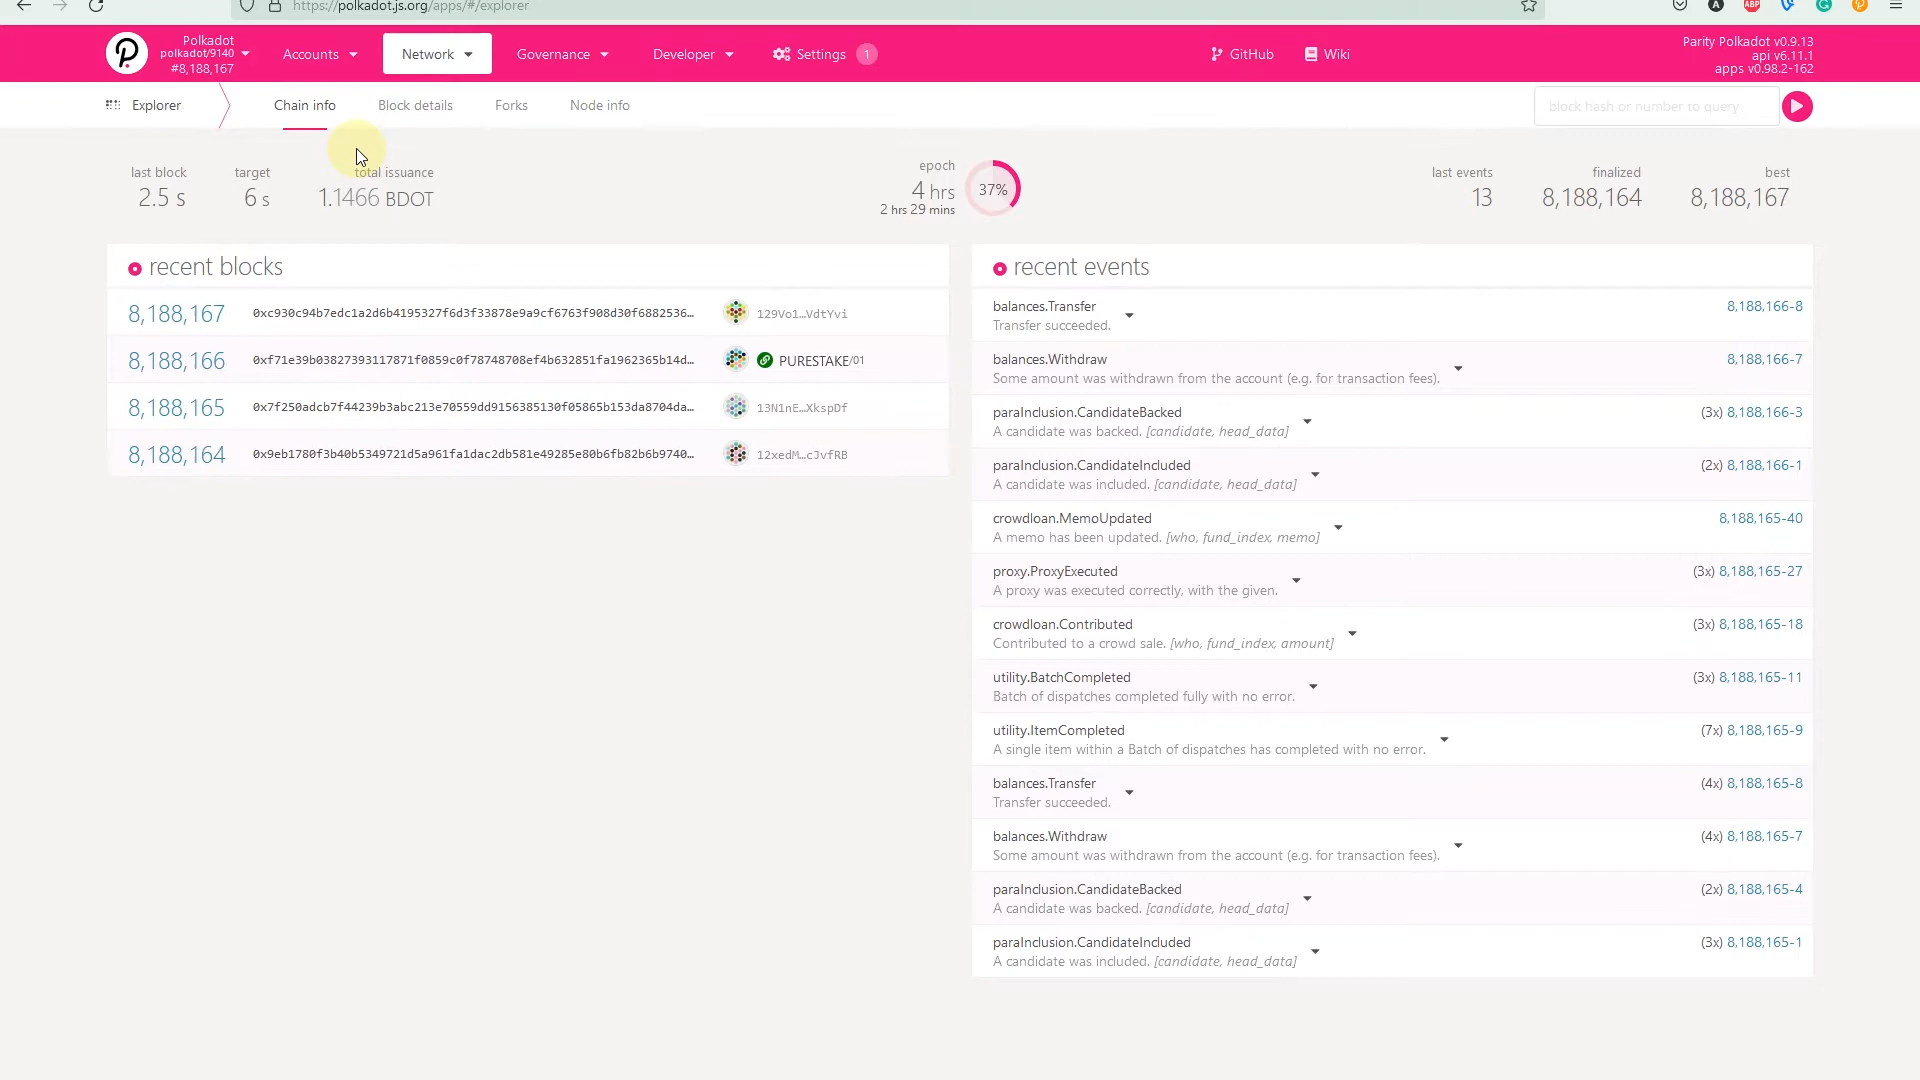 https://polkadot.js.org/apps/#/explorer
A
ABP
Polkadot
polkadot/9140
#8,188,167
Accounts
Network
Governance
Developer
Settings 1
GitHub
Wiki
Parity Polkadot v0.9.13
api v6.11.1
apps v0.98.2-162
Explorer
Chain info
Block details
Forks
Node info
block hash or number to query
last block
2.5 s
target
6 s
total issuance
1.1466 BDOT
epoch
4 hrs
2 hrs 29 mins
37%
last events
13
finalized
8,188,164
best
8,188,167
recent blocks
8,188,167 0xc930c94b7edc1a2d6b4195327f6d3f33878e9a9cf6763f908d30f6882536… 129Vo1…VdtYvi
8,188,166 0xf71e39b03827393117871f0859c0f78748708ef4b632851fa1962365b14d… PURESTAKE/01
8,188,165 0x7f250adcb7f44239b3abc213e70559dd9156385130f05865b153da8704da… 13N1nE…XkspDf
8,188,164 0x9eb1780f3b40b5349721d5a961fa1dac2db581e49285e80b6fb82b6b9740… 12xedM…cJvfRB
recent events
balances.Transfer 8,188,166-8
Transfer succeeded.
balances.Withdraw 8,188,166-7
Some amount was withdrawn from the account (e.g. for transaction fees).
paraInclusion.CandidateBacked (3x) 8,188,166-3
A candidate was backed. [candidate, head_data]
paraInclusion.CandidateIncluded (2x) 8,188,166-1
A candidate was included. [candidate, head_data]
crowdloan.MemoUpdated 8,188,165-40
A memo has been updated. [who, fund_index, memo]
proxy.ProxyExecuted (3x) 8,188,165-27
A proxy was executed correctly, with the given.
crowdloan.Contributed (3x) 8,188,165-18
Contributed to a crowd sale. [who, fund_index, amount]
utility.BatchCompleted (3x) 8,188,165-11
Batch of dispatches completed fully with no error.
utility.ItemCompleted (7x) 8,188,165-9
A single item within a Batch of dispatches has completed with no error.
balances.Transfer (4x) 8,188,165-8
Transfer succeeded.
balances.Withdraw (4x) 8,188,165-7
Some amount was withdrawn from the account (e.g. for transaction fees).
paraInclusion.CandidateBacked (2x) 8,188,165-4
A candidate was backed. [candidate, head_data]
paraInclusion.CandidateIncluded (3x) 8,188,165-1
A candidate was included. [candidate, head_data]